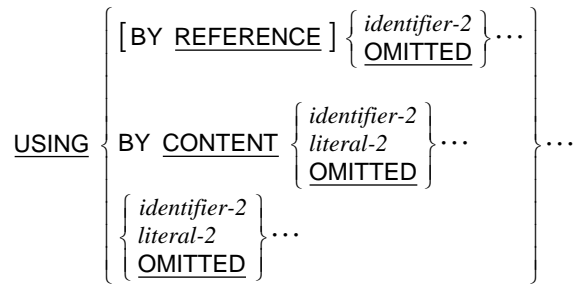 [BY REFERENCE] { identifier-2
OMITTED } ···
USING { BY CONTENT { identifier-2
literal-2
OMITTED } ··· } ···
{ identifier-2
literal-2
OMITTED } ···